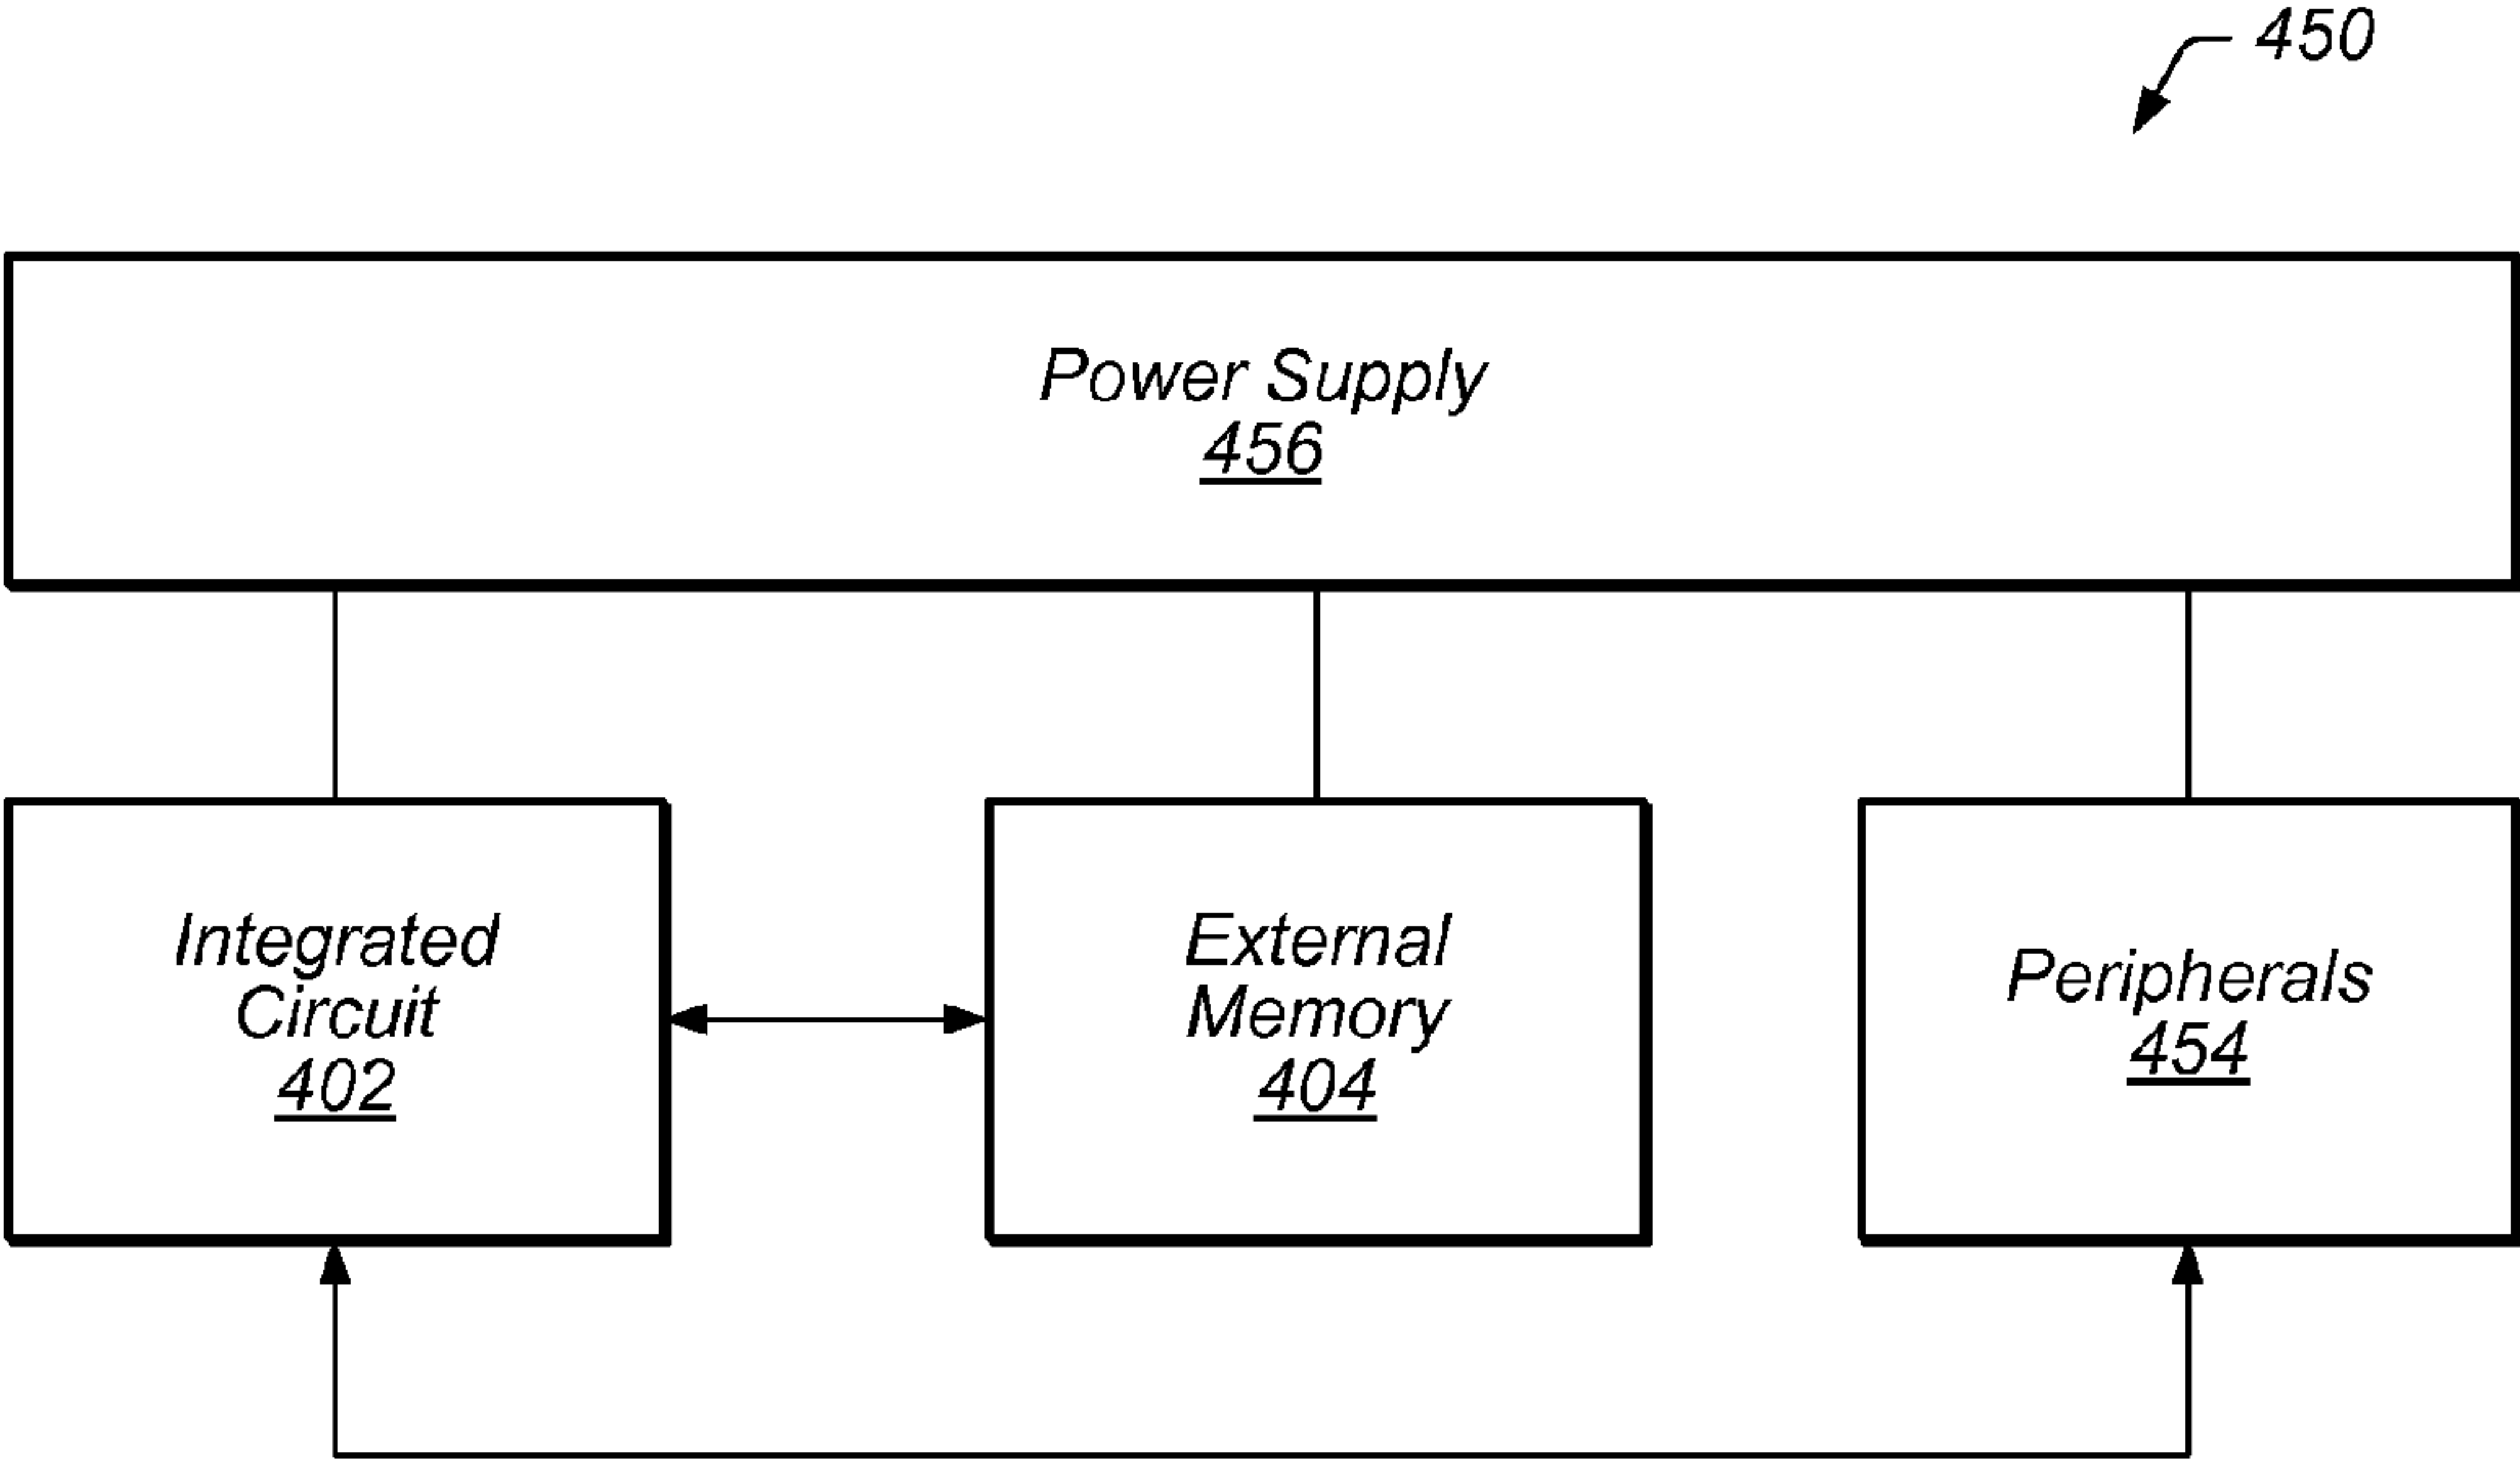 450
Power Supply
456
Integrated
Circuit
402
External
Memory
404
Peripherals
454